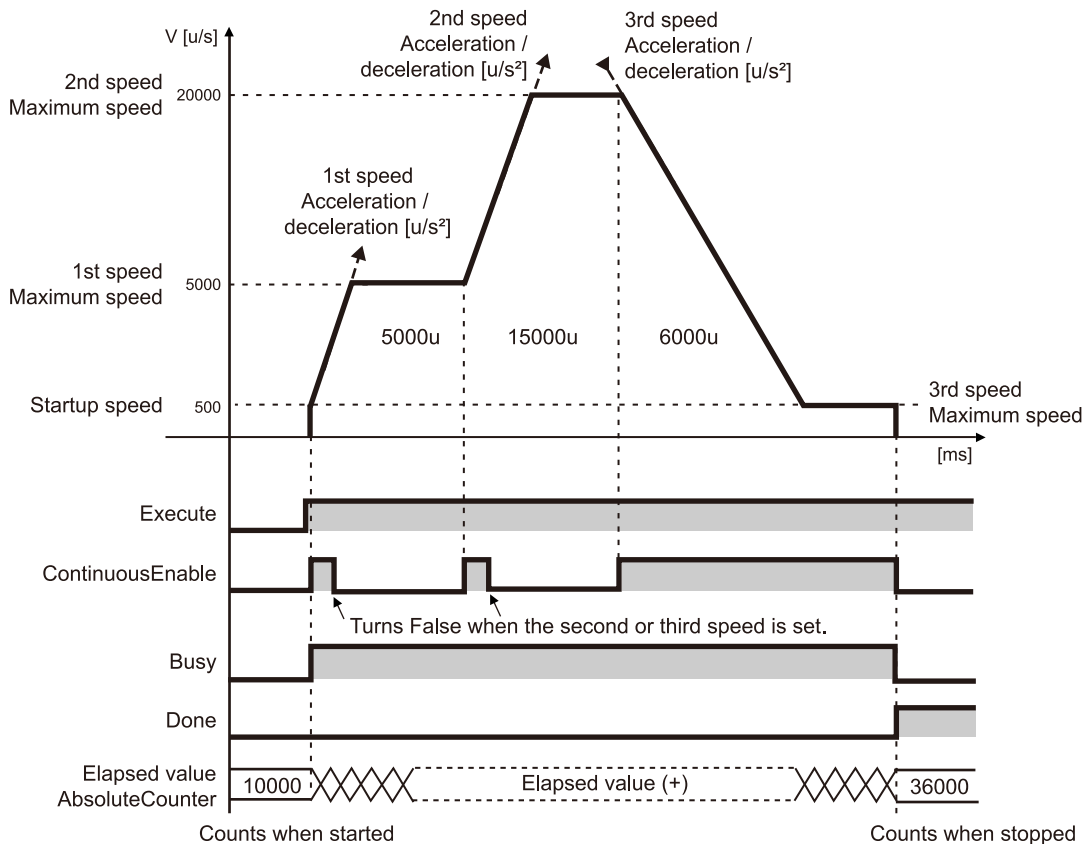 V [u/s]
2nd speed
Acceleration /
deceleration [u/s²]
3rd speed
Acceleration /
deceleration [u/s²]
2nd speed
Maximum speed
20000
1st speed
Acceleration /
deceleration [u/s²]
1st speed
Maximum speed
5000
5000u
15000u
6000u
Startup speed
500
3rd speed
Maximum speed
[ms]
Execute
ContinuousEnable
Turns False when the second or third speed is set.
Busy
Done
Elapsed value
AbsoluteCounter
10000
Elapsed value (+)
36000
Counts when started
Counts when stopped